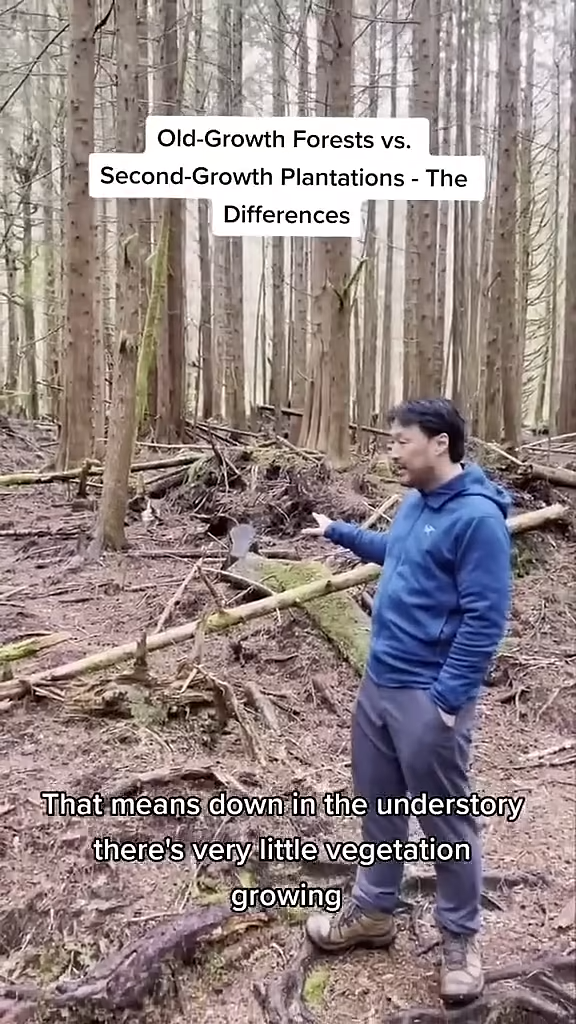 Old-Growth Forests vs.
Second-Growth Plantations - The
Differences
That means down in the understory
there's very little vegetation
growing